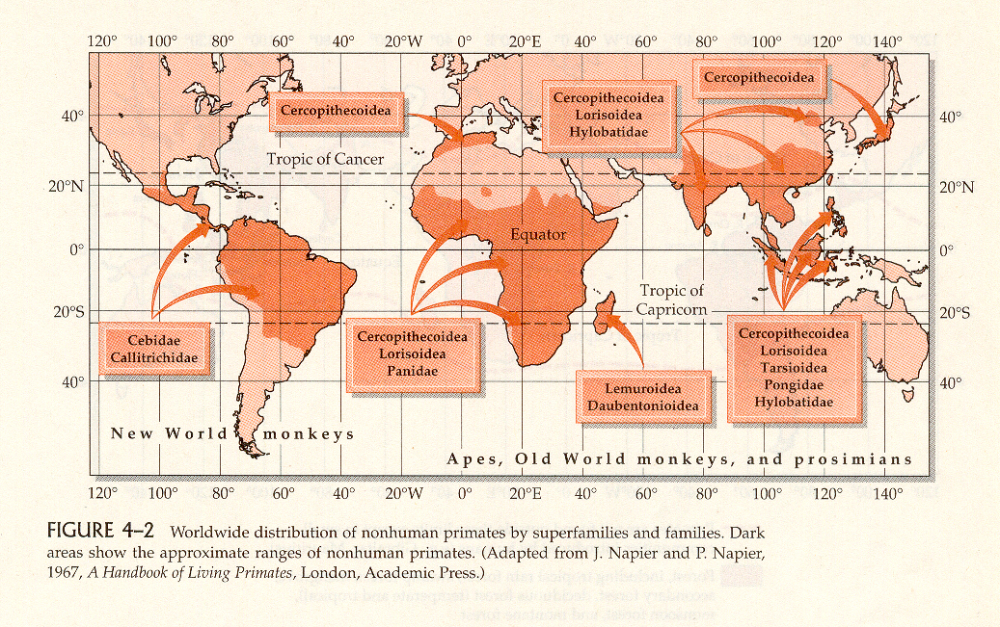 120° 100° 80° 60° 40° 20°W 0° 20°E 40° 60° 80° 100° 120° 140°
Cercopithecoidea
Cercopithecoidea
Cercopithecoidea
Lorisoidea
Hylobatidae
40°
40°
Tropic of Cancer
20°N
20°N
Equator
0°
0°
Tropic of
Capricorn
20°S
20°S
Cebidae
Callitrichidae
Cercopithecoidea
Lorisoidea
Panidae
Cercopithecoidea
Lorisoidea
Tarsioidea
Pongidae
Hylobatidae
Lemuroidea
Daubentonioidea
40°
40°
New World monkeys
Apes, Old World monkeys, and prosimians
120° 100° 80° 60° 40° 20°W 0° 20°E 40° 60° 80° 100° 120° 140°
FIGURE 4–2 Worldwide distribution of nonhuman primates by superfamilies and families. Dark
areas show the approximate ranges of nonhuman primates. (Adapted from J. Napier and P. Napier,
1967, A Handbook of Living Primates, London, Academic Press.)